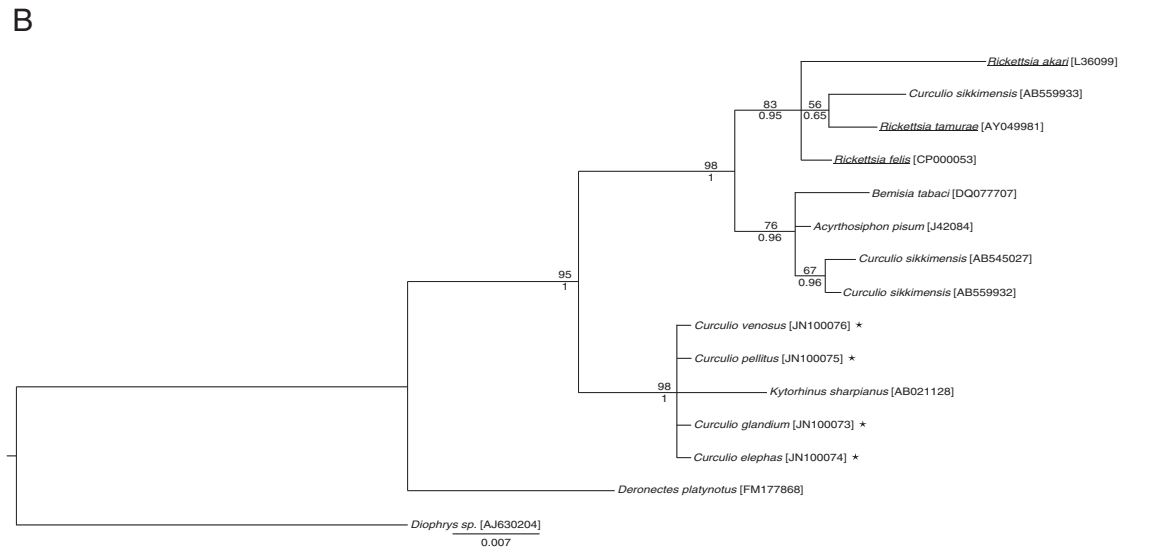 B
Rickettsia akari [L36099]
Curculio sikkimensis [AB559933]
83 56
0.95 0.65
Rickettsia tamurae [AY049981]
Rickettsia felis [CP000053]
98
1
Bemisia tabaci [DQ077707]
76
0.96
Acyrthosiphon pisum [J42084]
Curculio sikkimensis [AB545027]
67
0.96
Curculio sikkimensis [AB559932]
95
1
Curculio venosus [JN100076] ⋆
Curculio pellitus [JN100075] ⋆
98
1
Kytorhinus sharpianus [AB021128]
Curculio glandium [JN100073] ⋆
Curculio elephas [JN100074] ⋆
Deronectes platynotus [FM177868]
Diophrys sp. [AJ630204]
0.007